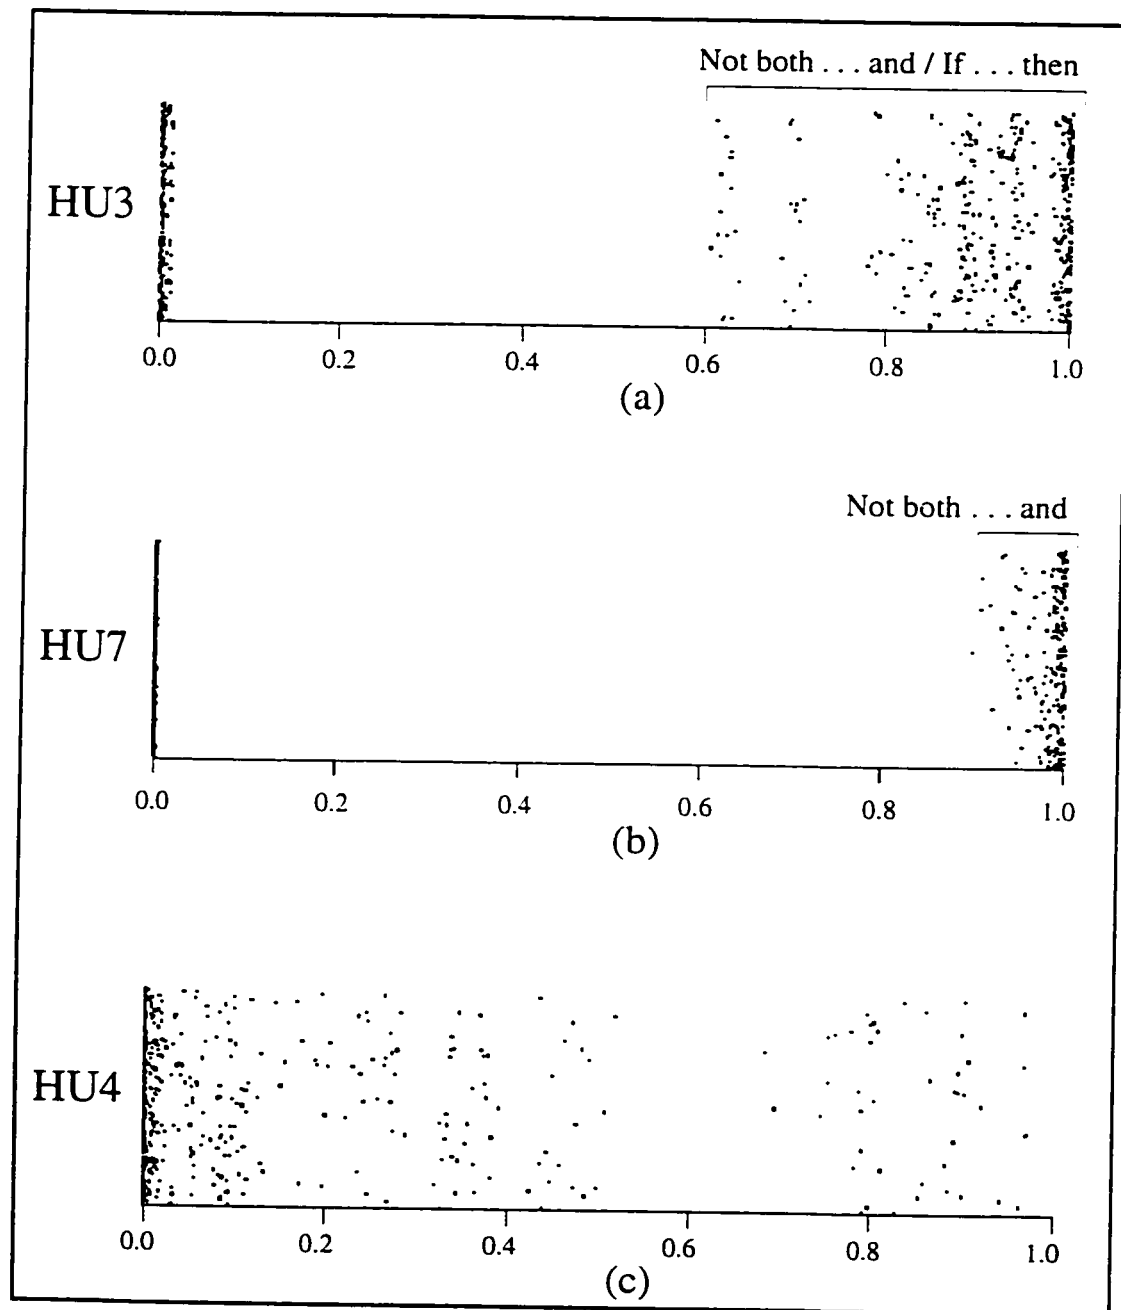 Not both . . . and / If . . . then
HU3
0.0 0.2 0.4 0.6 0.8 1.0
(a)
Not both . . . and
HU7
0.0 0.2 0.4 0.6 0.8 1.0
(b)
HU4
0.0 0.2 0.4 0.6 0.8 1.0
(c)